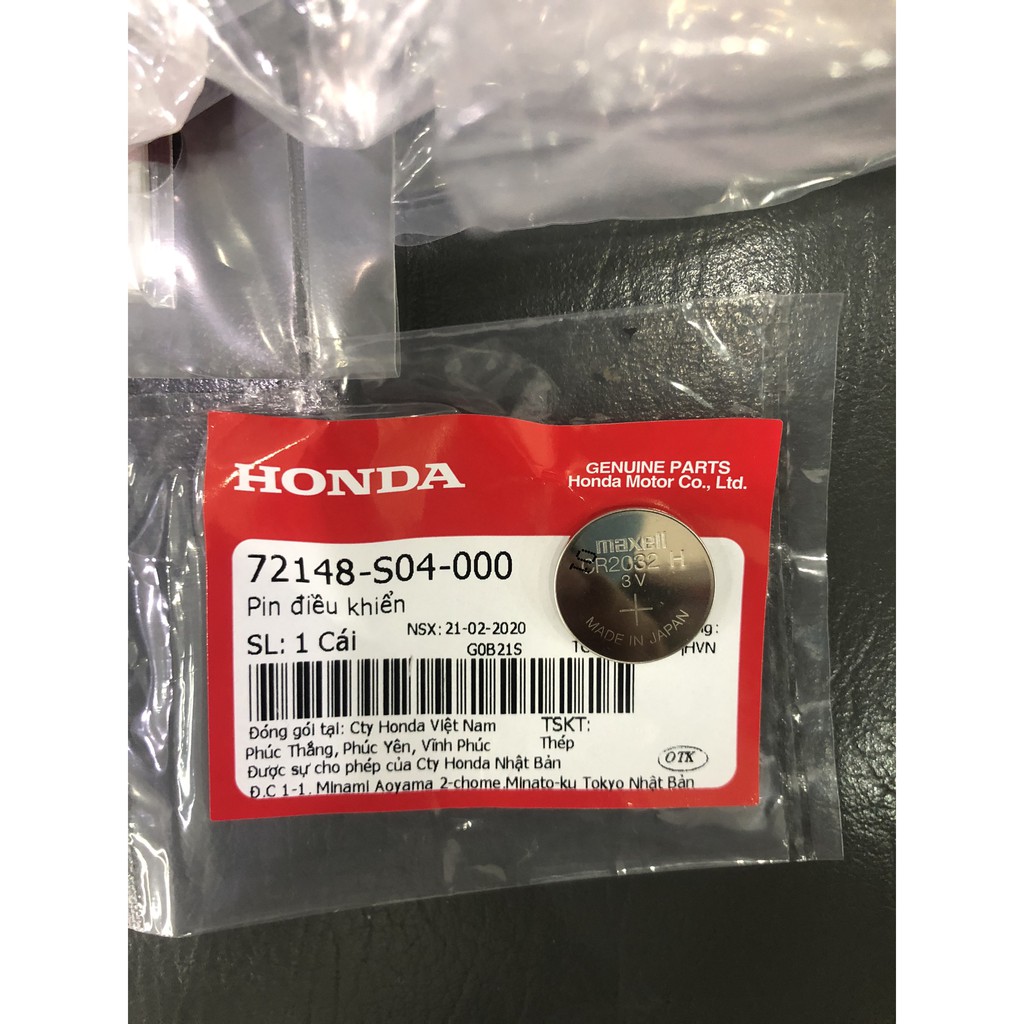 HONDA
GENUINE PARTS
Honda Motor Co., Ltd.
maxell
CR2032 H
3V
MADE IN JAPAN
72148-S04-000
Pin điều khiển
NSX: 21-02-2020
SL: 1 Cái
G0B21S
HVN
Đóng gói tại: Cty Honda Việt Nam
TSKT:
Phúc Thắng, Phúc Yên, Vĩnh Phúc
Thép
Được sự cho phép của Cty Honda Nhật Bản
OTK
Đ.C 1-1, Minami Aoyama 2-chome,Minato-ku Tokyo Nhật Bản